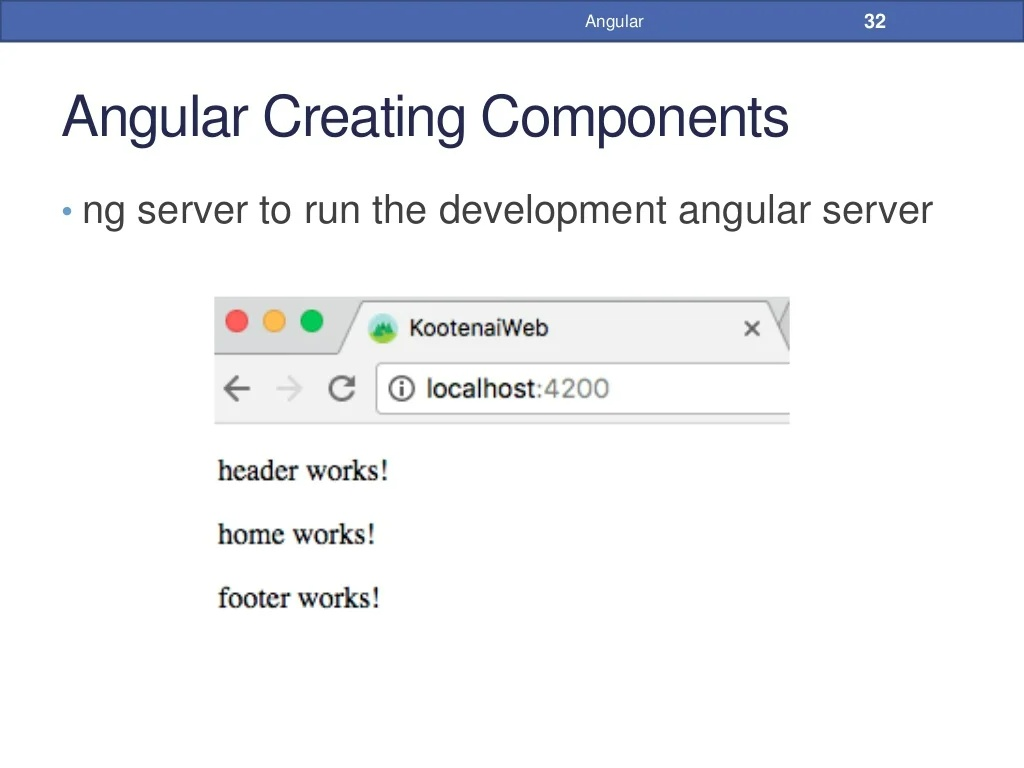 Angular 32
Angular Creating Components
• ng server to run the development angular server
KootenaiWeb
localhost:4200
header works!
home works!
footer works!